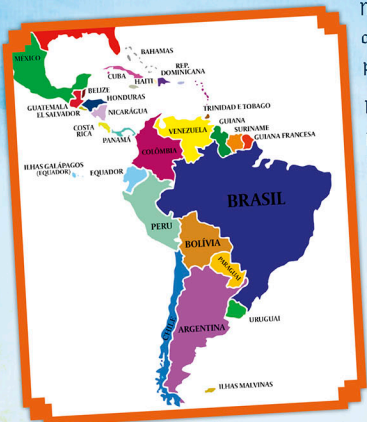 MÉXICO
BAHAMAS
CUBA
REP.
DOMINICANA
HAITI
BELIZE
HONDURAS
GUATEMALA
EL SALVADOR
NICARÁGUA
TRINIDAD E TOBAGO
COSTA
RICA
PANAMÁ
VENEZUELA
GUIANA
SURINAME
GUIANA FRANCESA
COLÔMBIA
ILHAS GALÁPAGOS
(EQUADOR)
EQUADOR
BRASIL
PERU
BOLÍVIA
PARAGUAI
CHILE
ARGENTINA
URUGUAI
ILHAS MALVINAS